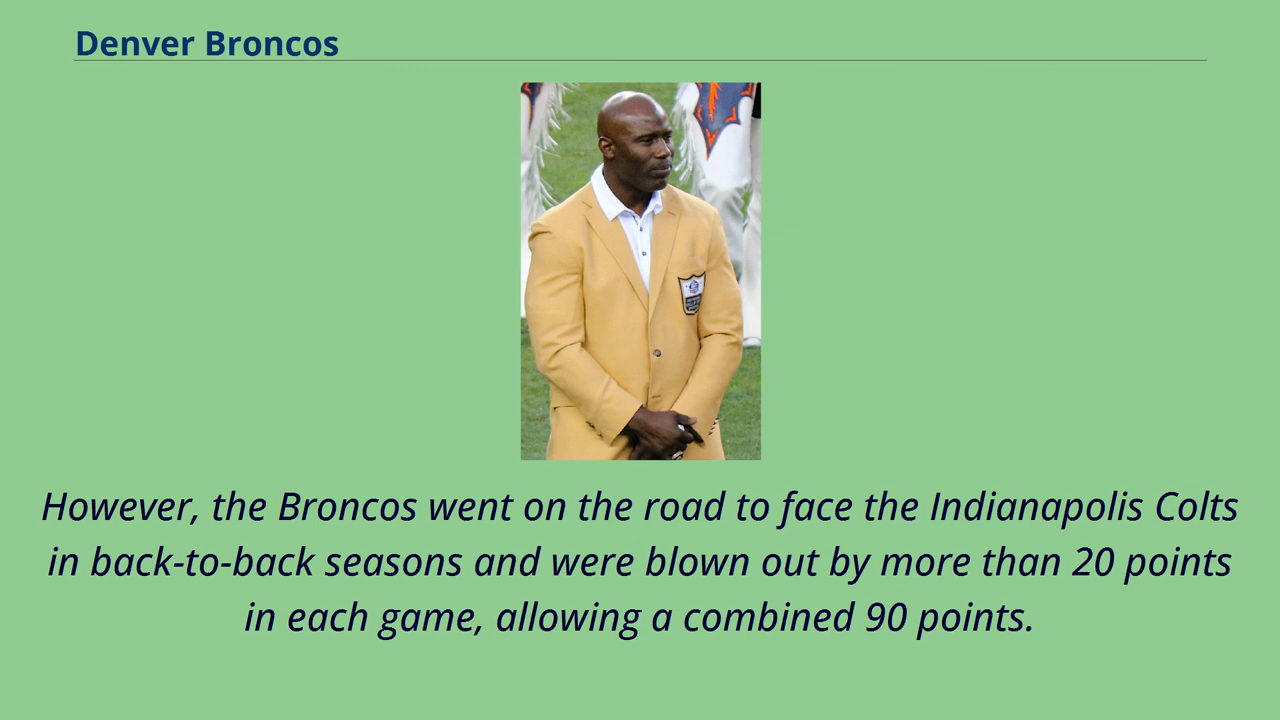 Denver Broncos
However, the Broncos went on the road to face the Indianapolis Colts
in back-to-back seasons and were blown out by more than 20 points
in each game, allowing a combined 90 points.